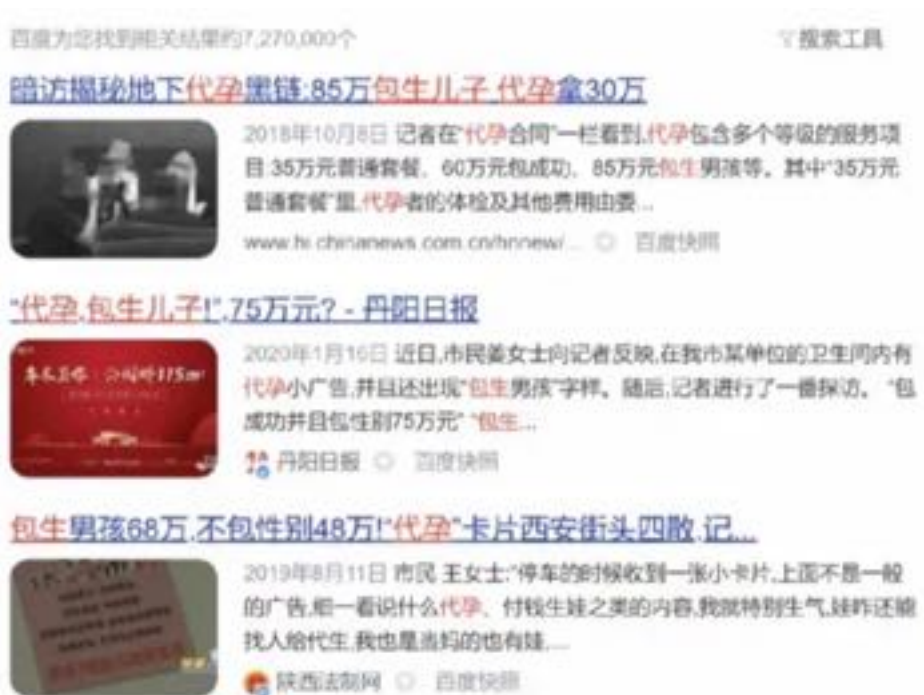 百度为您找到相关结果约7,270,000个
搜索工具
暗访揭秘地下代孕黑链:85万包生儿子 代孕拿30万
2018年10月8日 记者在"代孕合同"一栏看到,代孕包含多个等级的服务项
目:35万元普通套餐、60万元包成功、85万元包生男孩等。其中"35万元
普通套餐"里,代孕者的体检及其他费用由委...
www.hi.chinanews.com.cn/hnnew/... 百度快照
"代孕,包生儿子!",75万元? - 丹阳日报
2020年1月16日 近日,市民姜女士向记者反映,在我市某单位的卫生间内有
代孕小广告,并且还出现"包生男孩"字样。随后,记者进行了一番探访。 "包
成功并且包性别75万元" "包生...
丹阳日报 百度快照
包生男孩68万,不包性别48万!"代孕"卡片西安街头四散,记...
2019年8月11日 市民 王女士:"停车的时候收到一张小卡片,上面不是一般
的广告,细一看说什么代孕、付钱生娃之类的内容,我就特别生气,娃咋还能
找人给代生,我也是当妈的也有娃,...
陕西法制网 百度快照